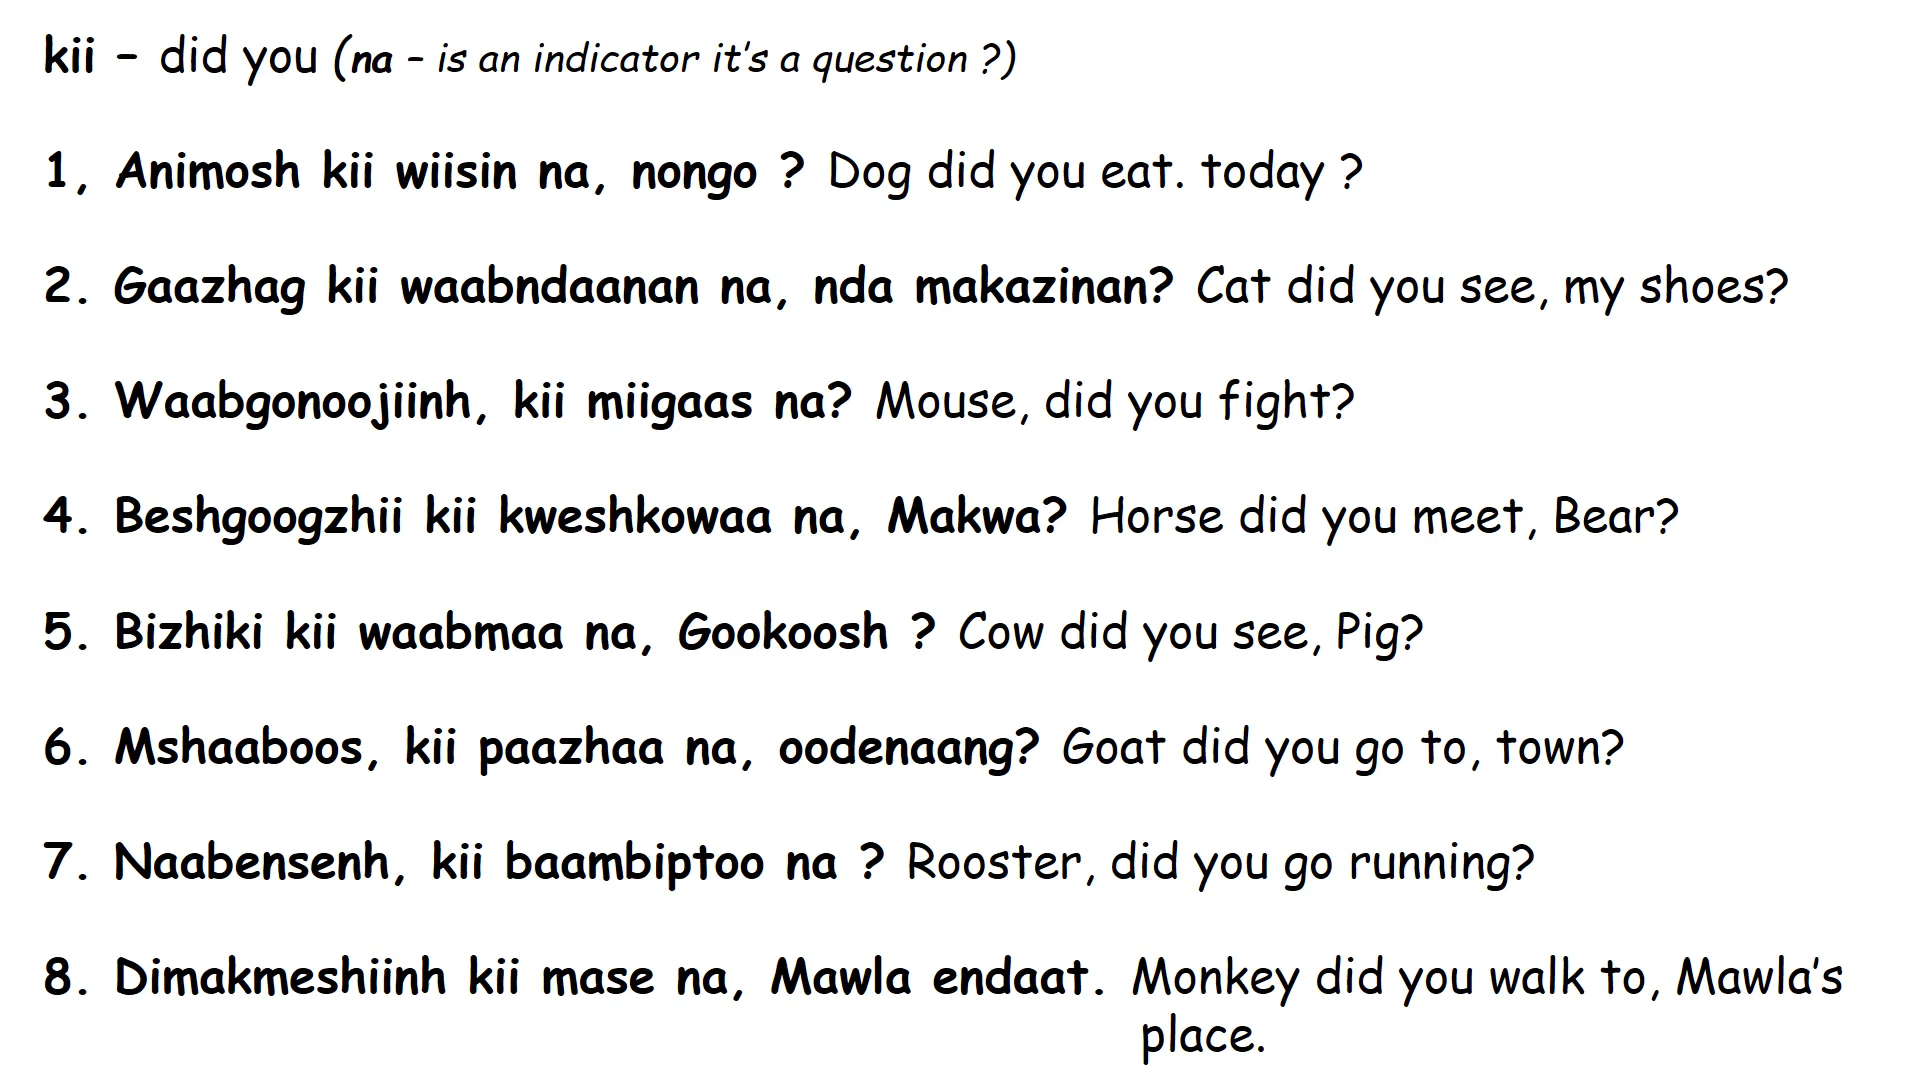 kii – did you (na – is an indicator it's a question ?)
1, Animosh kii wiisin na, nongo ? Dog did you eat. today ?
2. Gaazhag kii waabndaanan na, nda makazinan? Cat did you see, my shoes?
3. Waabgonoojiinh, kii miigaas na? Mouse, did you fight?
4. Beshgoogzhii kii kweshkowaa na, Makwa? Horse did you meet, Bear?
5. Bizhiki kii waabmaa na, Gookoosh ? Cow did you see, Pig?
6. Mshaaboos, kii paazhaa na, oodenaang? Goat did you go to, town?
7. Naabensenh, kii baambiptoo na ? Rooster, did you go running?
8. Dimakmeshiinh kii mase na, Mawla endaat. Monkey did you walk to, Mawla's
place.